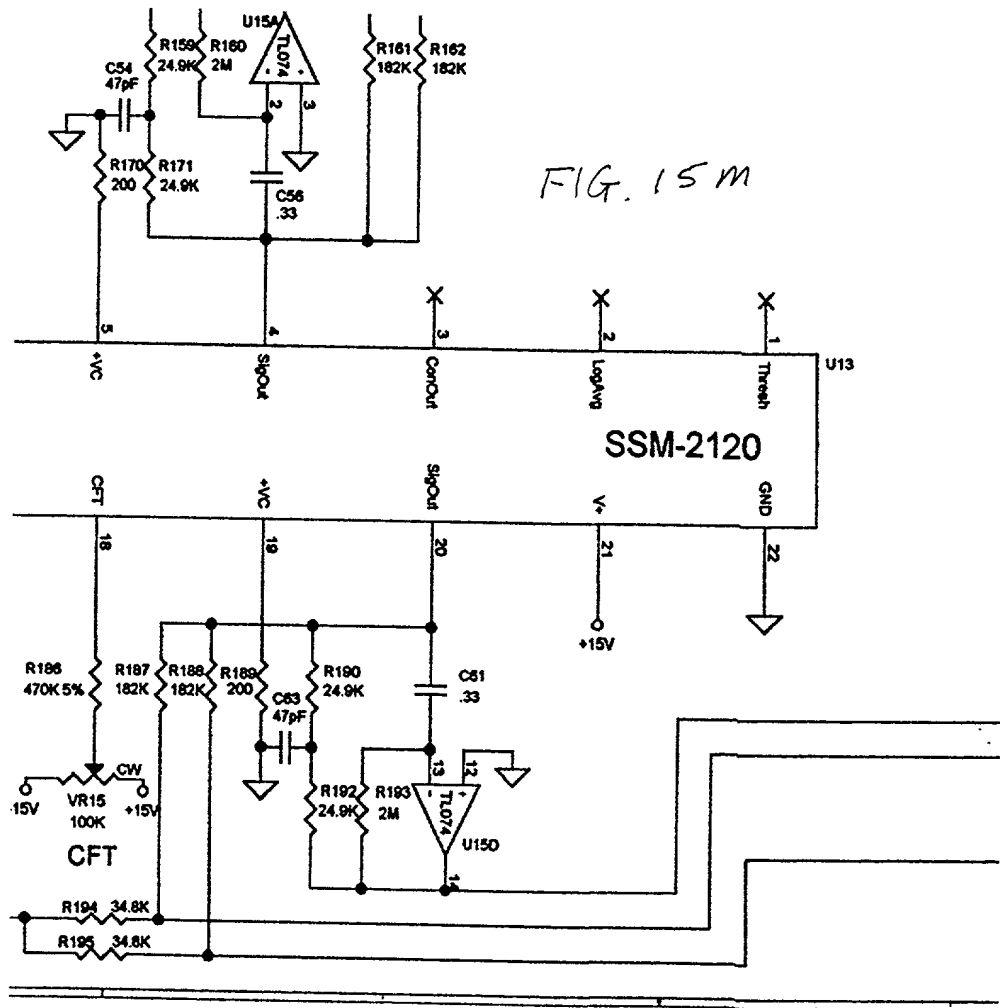 U15A
TL074
-
+
2
3
R159
24.9K
R160
2M
R161
182K
R162
182K
C54
47pF
R170
200
R171
24.9K
C56
.33
FIG. 15M
5
4
3
2
1
U13
+VC
SigOut
ConOut
LogAvg
Thresh
SSM-2120
CFT
+VC
SigOut
V+
GND
18
19
20
21
22
+15V
R186
470K 5%
R187
182K
R188
182K
R189
200
R190
24.9K
C63
47pF
C61
.33
13
12
-
+
TL074
U15D
14
R192
24.9K
R193
2M
CW
-15V
VR15
100K
+15V
CFT
R194 34.8K
R195 34.8K